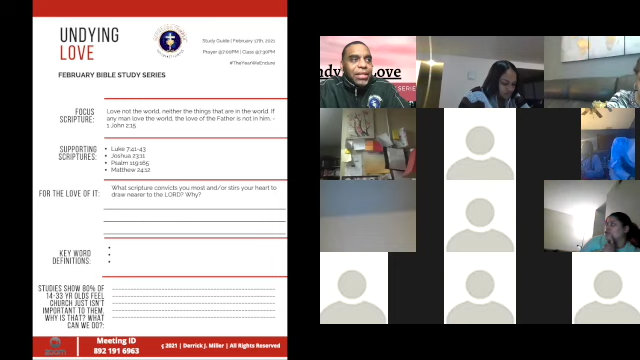 UNDYING
LOVE
Study Guide | February 17th, 2021
Prayer @7:00PM | Class @7:30PM
#TheYearWeEndure
FEBRUARY BIBLE STUDY SERIES
FOCUS
SCRIPTURE:
Love not the world, neither the things that are in the world. If
any man love the world, the love of the Father is not in him. -
1 John 2:15
SUPPORTING
SCRIPTURES:
• Luke 7:41-43
• Joshua 23:11
• Psalm 119:165
• Matthew 24:12
FOR THE LOVE OF IT:
What scripture convicts you most and/or stirs your heart to
draw nearer to the LORD? Why?
KEY WORD
DEFINITIONS:
STUDIES SHOW 80% OF
14-33 YR OLDS FEEL
CHURCH JUST ISN'T
IMPORTANT TO THEM.
WHY IS THAT? WHAT
CAN WE DO?:
zoom
Meeting ID
892 191 6963
© 2021 | Derrick J. Miller | All Rights Reserved
ndy
Love
SERIES